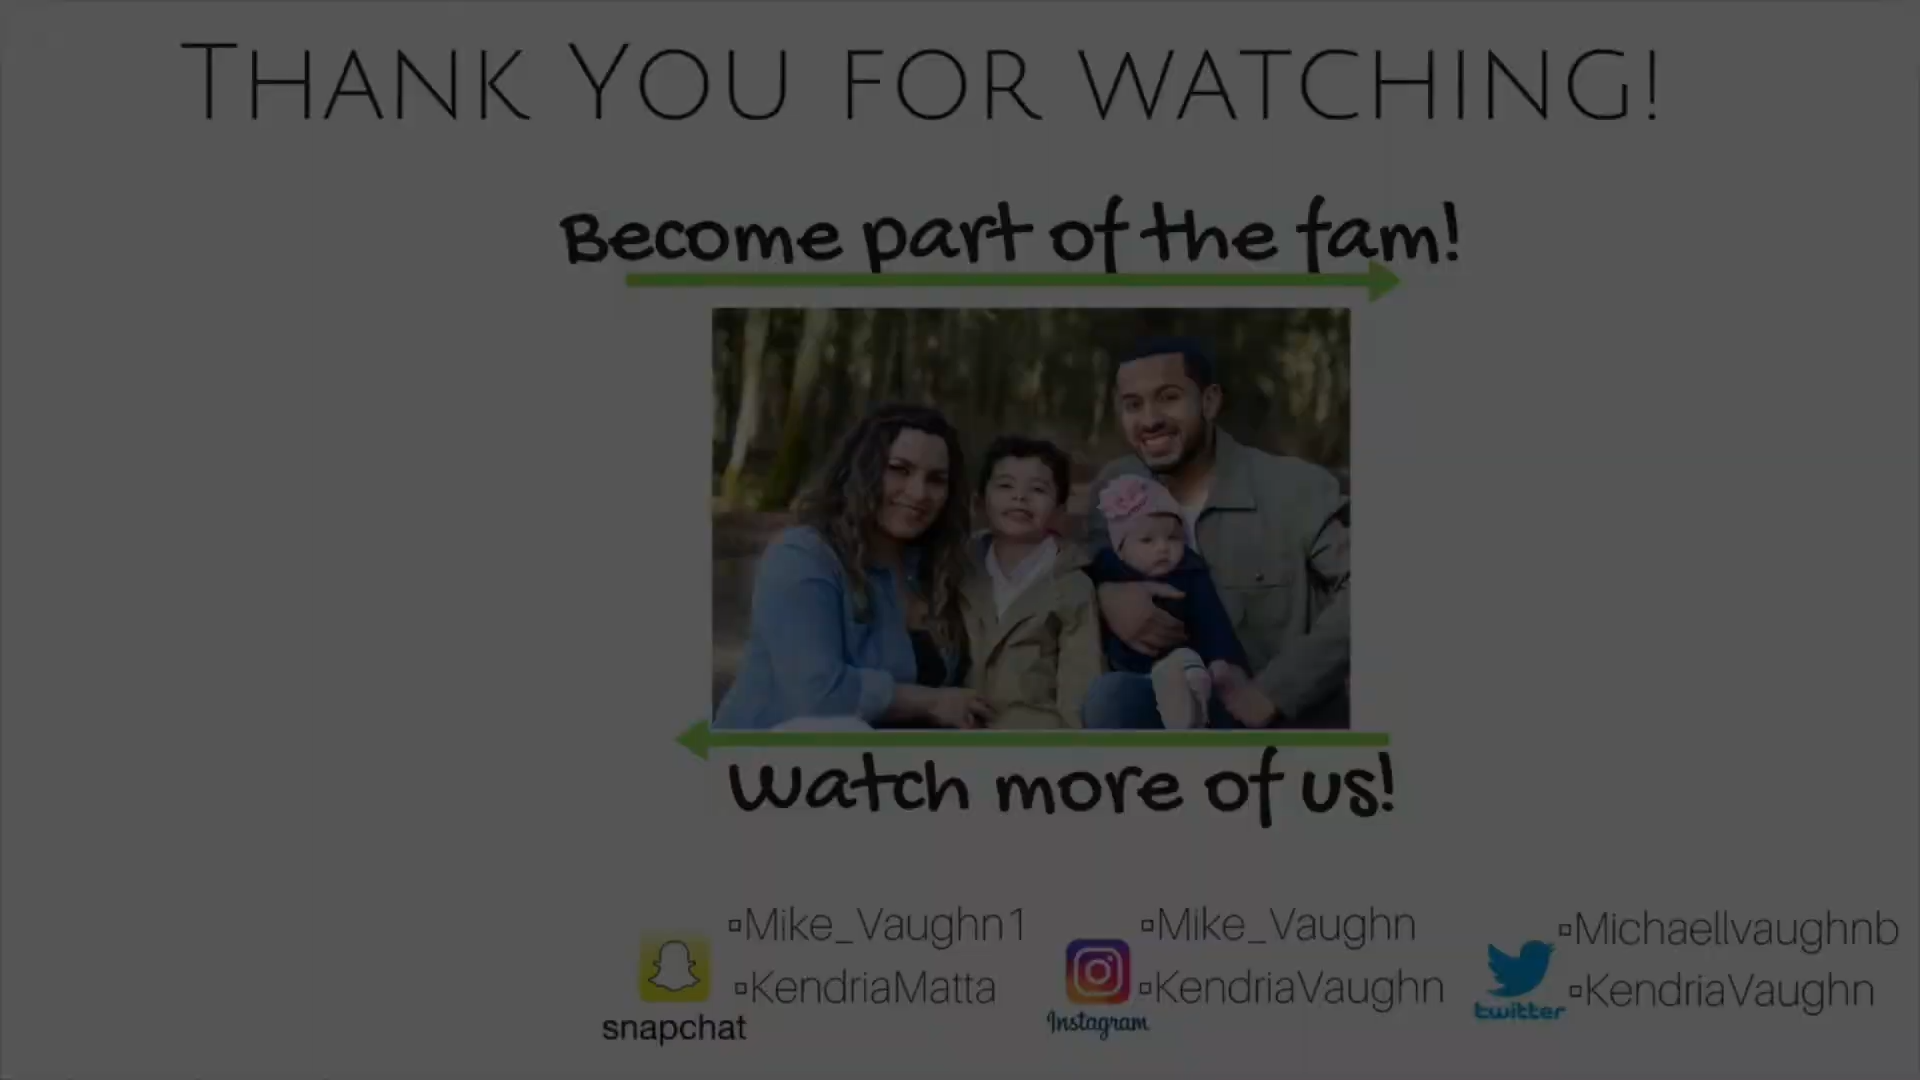 THANK YOU FOR WATCHING!
Become part of the fam!
Watch more of us!
▫Mike_Vaughn1
▫KendriaMatta
snapchat
▫Mike_Vaughn
▫KendriaVaughn
Instagram
▫Michaellvaughnb
▫KendriaVaughn
twitter